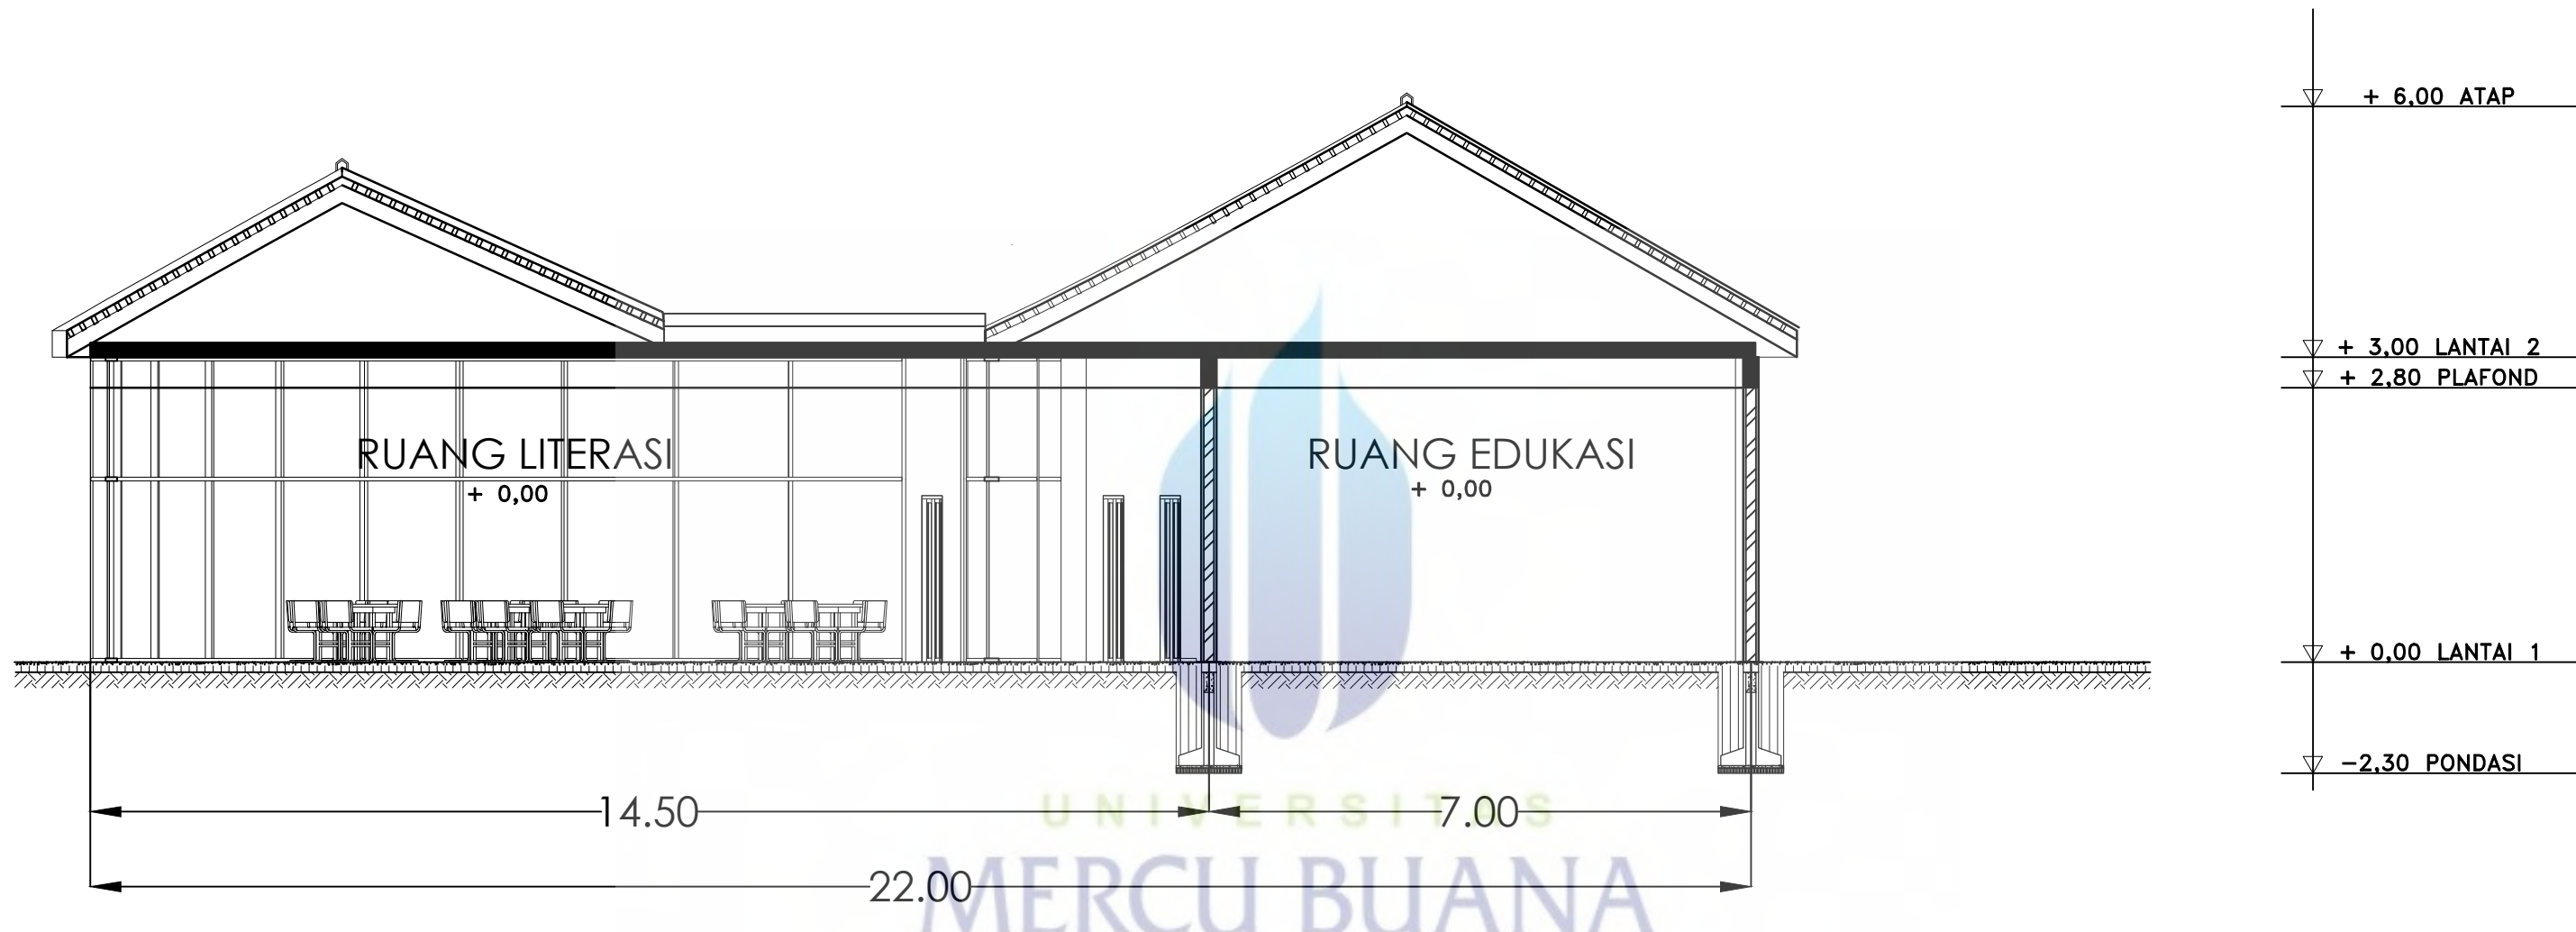 + 6,00 ATAP
+ 3,00 LANTAI 2
+ 2,80 PLAFOND
RUANG LITERASI
+ 0,00
RUANG EDUKASI
+ 0,00
+ 0,00 LANTAI 1
-2,30 PONDASI
14.50
7.00
UNIVERSITAS
22.00
MERCU BUANA